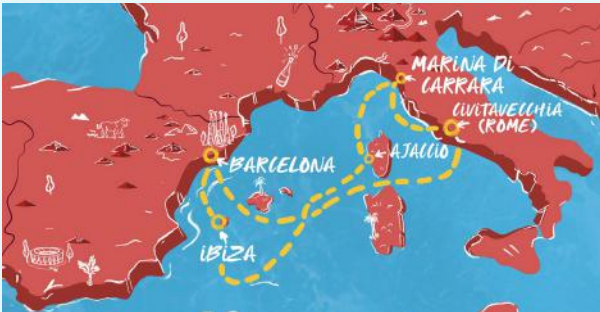 MARINA DI
CARRARA
CIVITAVECCHIA
(ROME)
AJACCIO
BARCELONA
IBIZA